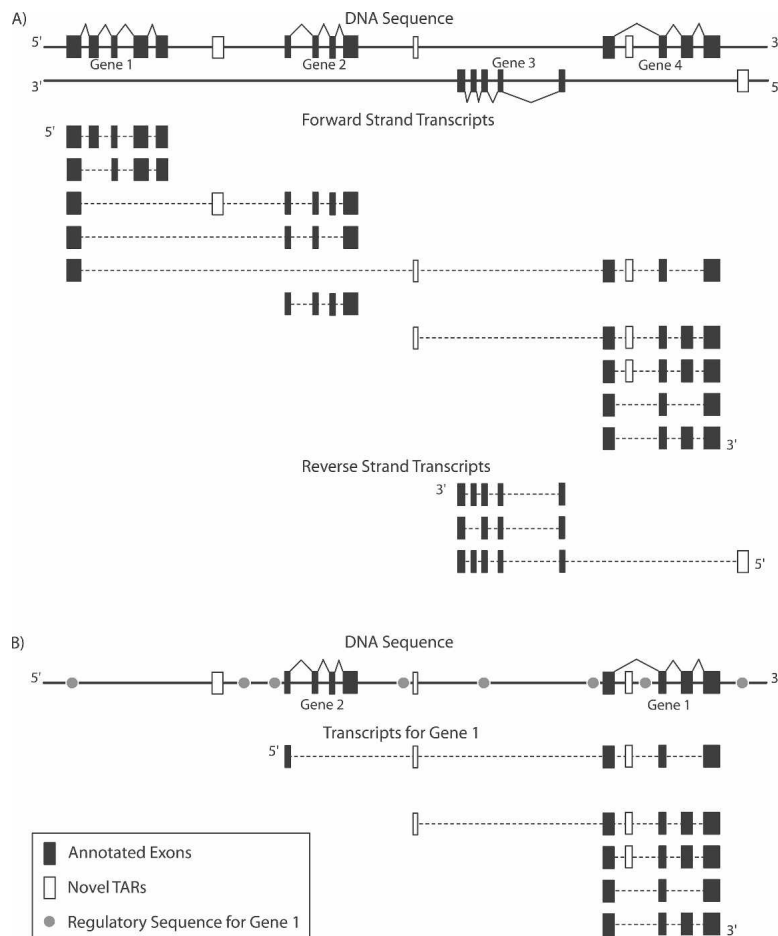 A)
DNA Sequence
5'
3'
Gene 1
Gene 2
Gene 3
Gene 4
3'
5'
Forward Strand Transcripts
5'
3'
Reverse Strand Transcripts
3'
5'
B)
DNA Sequence
5'
3'
Gene 2
Gene 1
Transcripts for Gene 1
5'
3'
Annotated Exons
Novel TARs
Regulatory Sequence for Gene 1